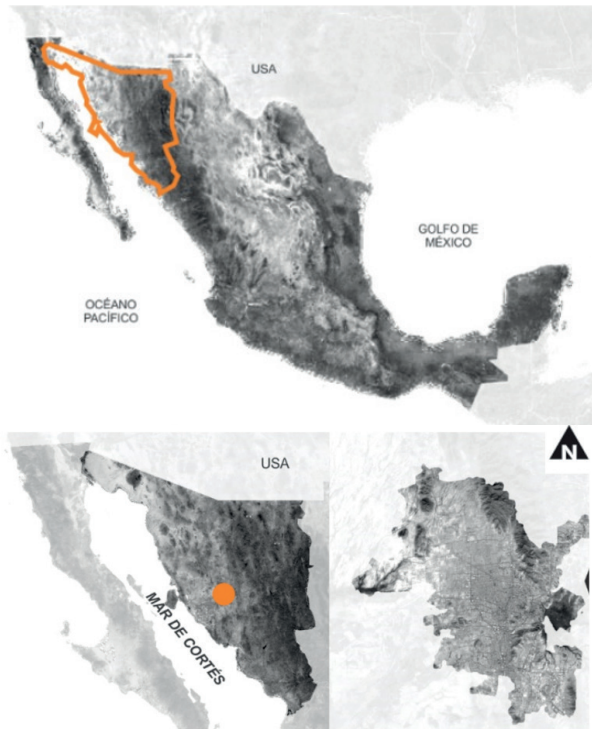 USA
GOLFO DE
MÉXICO
OCÉANO
PACÍFICO
N
USA
MAR DE CORTÉS